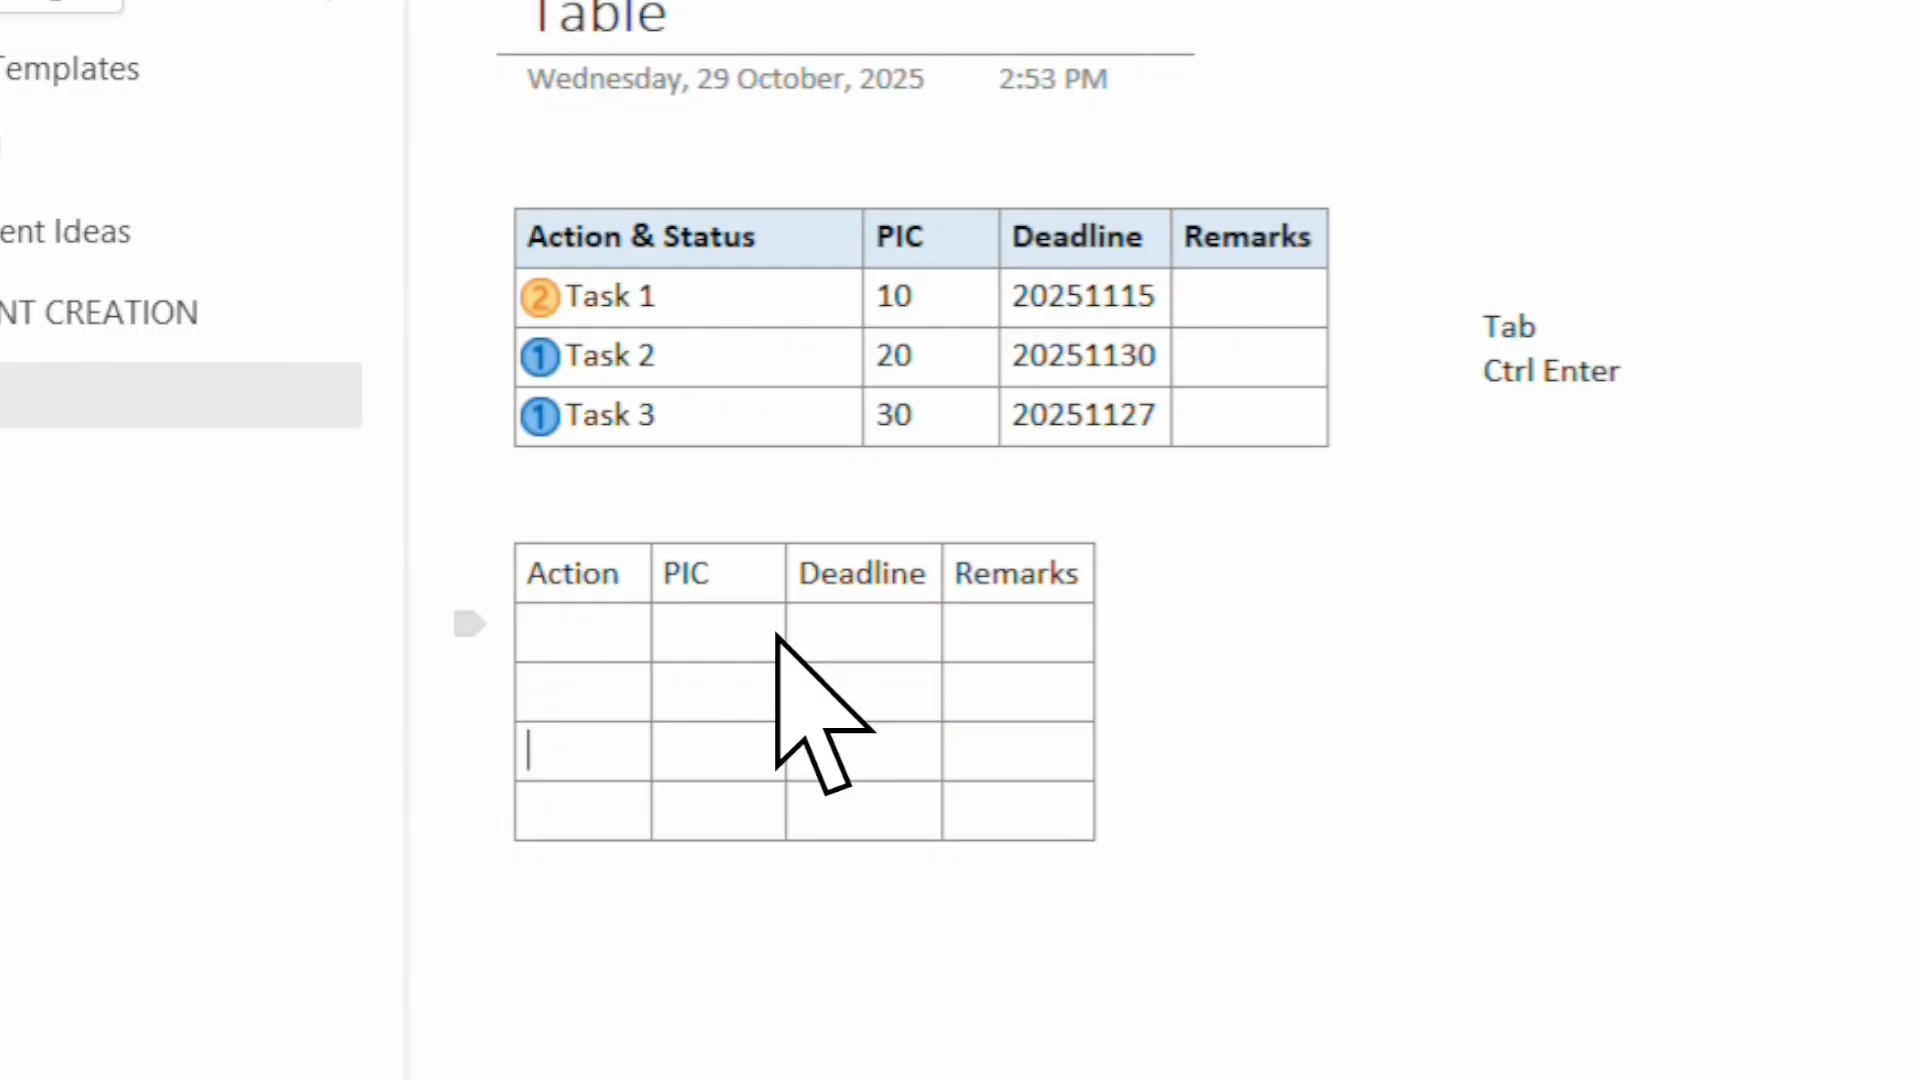 Table
Wednesday, 29 October, 2025 2:53 PM
Templates
ent Ideas
NT CREATION
Action & Status PIC Deadline Remarks
2 Task 1 10 20251115
1 Task 2 20 20251130
1 Task 3 30 20251127
Tab
Ctrl Enter
Action PIC Deadline Remarks